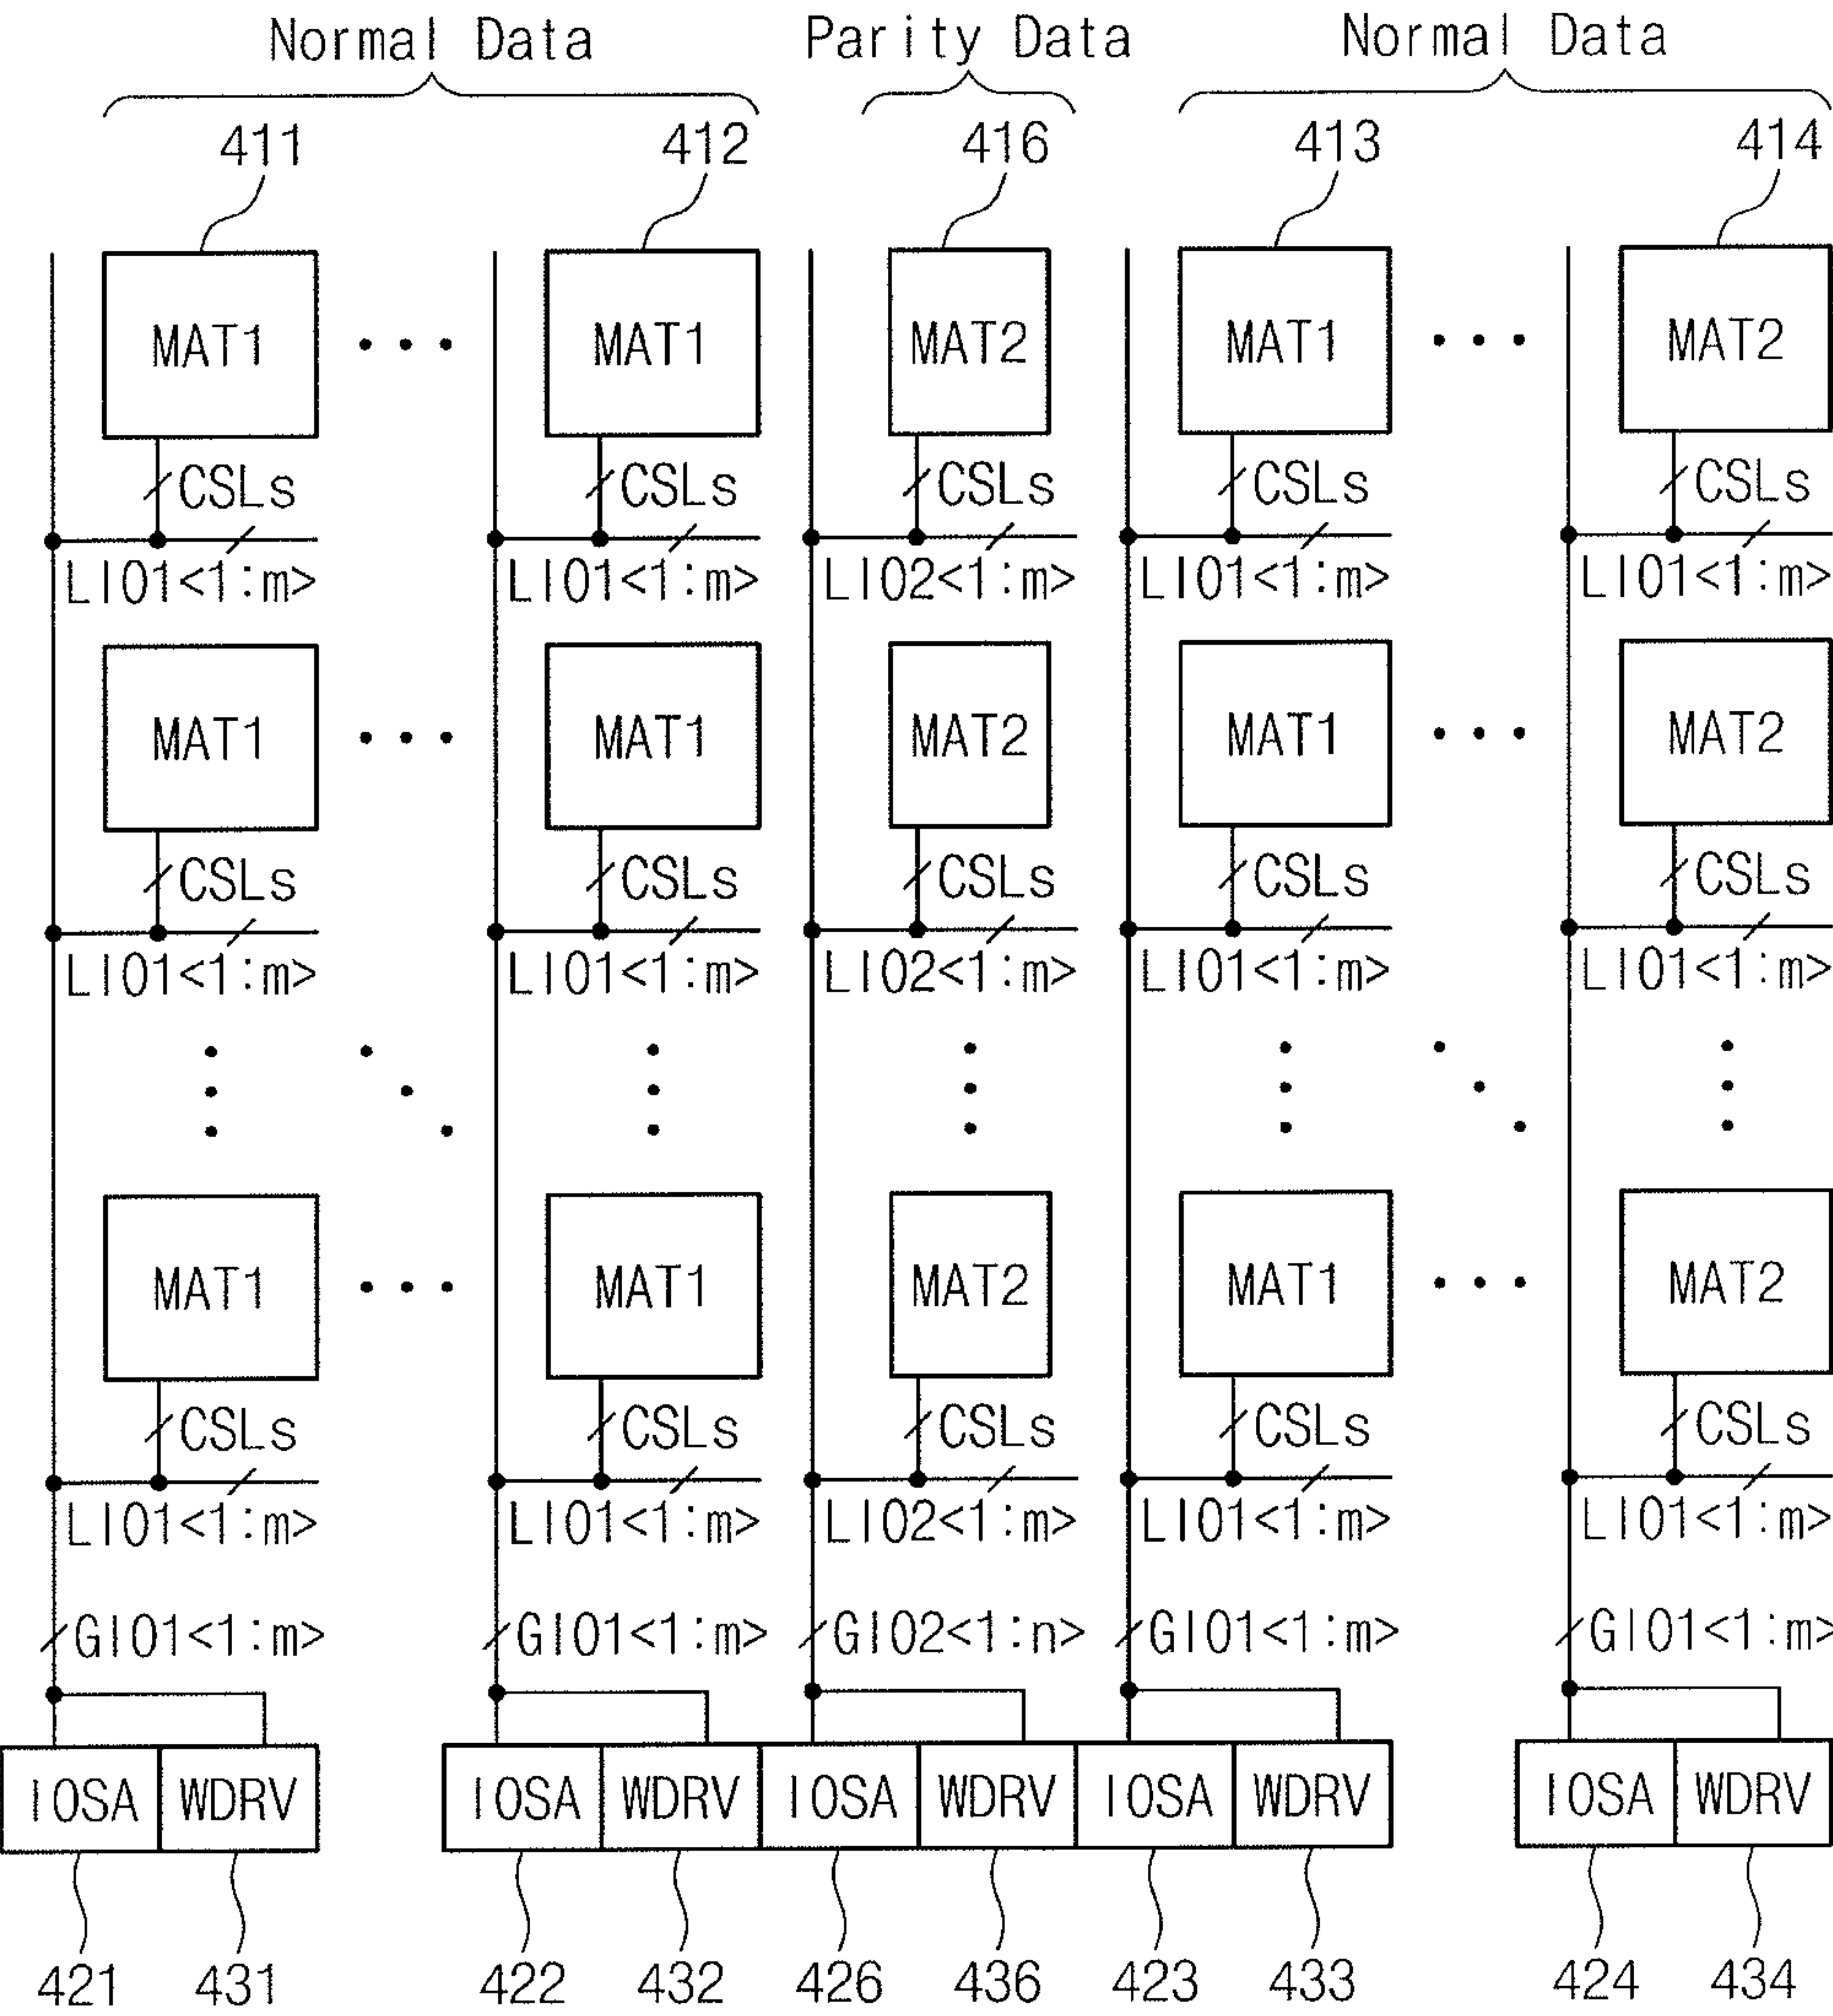 Normal Data Parity Data Normal Data
411 412 416 413 414
MAT1 MAT1 MAT2 MAT1 MAT2
CSLs CSLs CSLs CSLs CSLs
LIO1<1:m> LIO1<1:m> LIO2<1:m> LIO1<1:m> LIO1<1:m>
MAT1 MAT1 MAT2 MAT1 MAT2
CSLs CSLs CSLs CSLs CSLs
LIO1<1:m> LIO1<1:m> LIO2<1:m> LIO1<1:m> LIO1<1:m>
MAT1 MAT1 MAT2 MAT1 MAT2
CSLs CSLs CSLs CSLs CSLs
LIO1<1:m> LIO1<1:m> LIO2<1:m> LIO1<1:m> LIO1<1:m>
GIO1<1:m> GIO1<1:m> GIO2<1:n> GIO1<1:m> GIO1<1:m>
IOSA WDRV IOSA WDRV IOSA WDRV IOSA WDRV IOSA WDRV
421 431 422 432 426 436 423 433 424 434